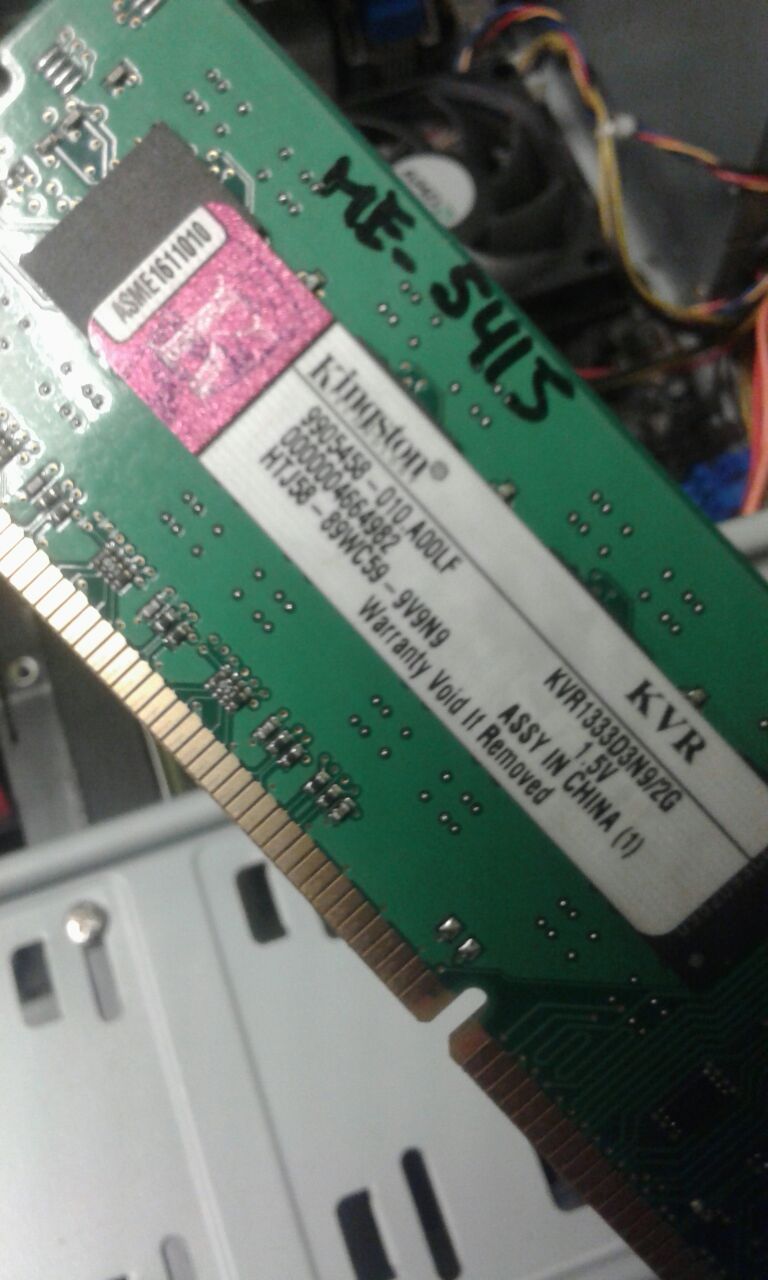 ME-5415
ASME1611010
Kingston®
KVR
9905458-010.A00LF
0000004664982
HTJ58-89WC59-9V9N9
Warranty Void If Removed
KVR1333D3N9/2G
1.5V
ASSY IN CHINA (1)